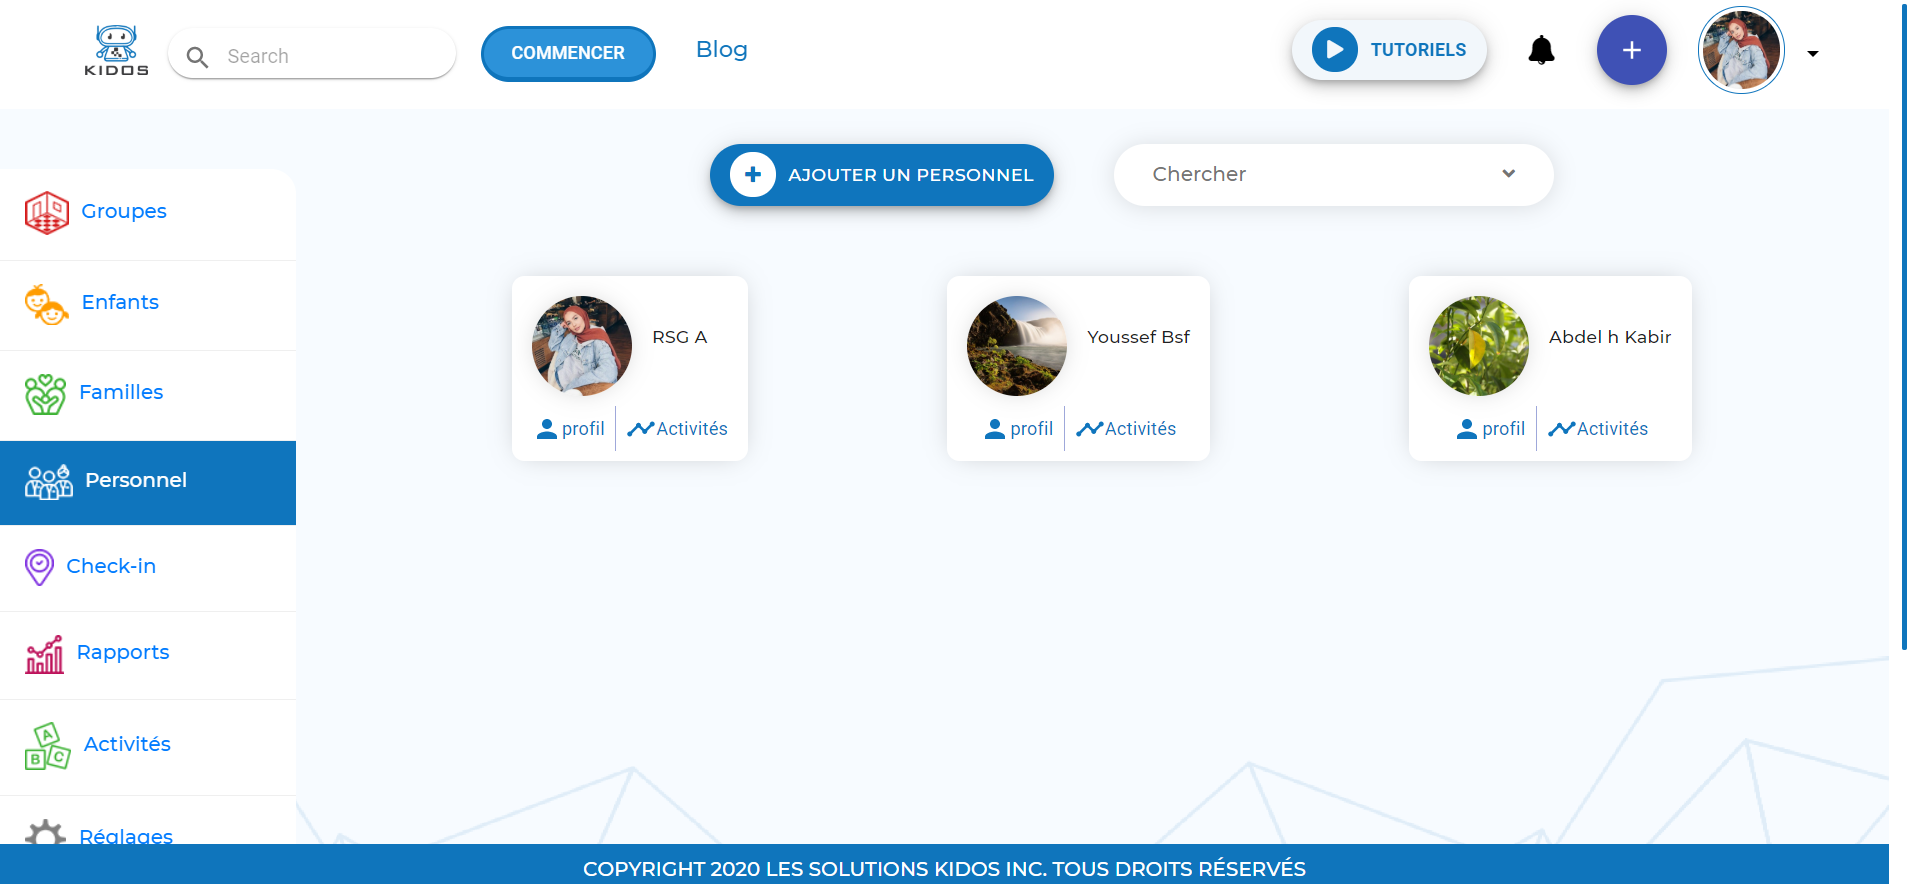 KIDOS
Search
COMMENCER
Blog
TUTORIELS
AJOUTER UN PERSONNEL
Chercher
Groupes
Enfants
Familles
Personnel
Check-in
Rapports
Activités
Réglages
RSG A
profil
Activités
Youssef Bsf
profil
Activités
Abdel h Kabir
profil
Activités
A
B
C
COPYRIGHT 2020 LES SOLUTIONS KIDOS INC. TOUS DROITS RÉSERVÉS